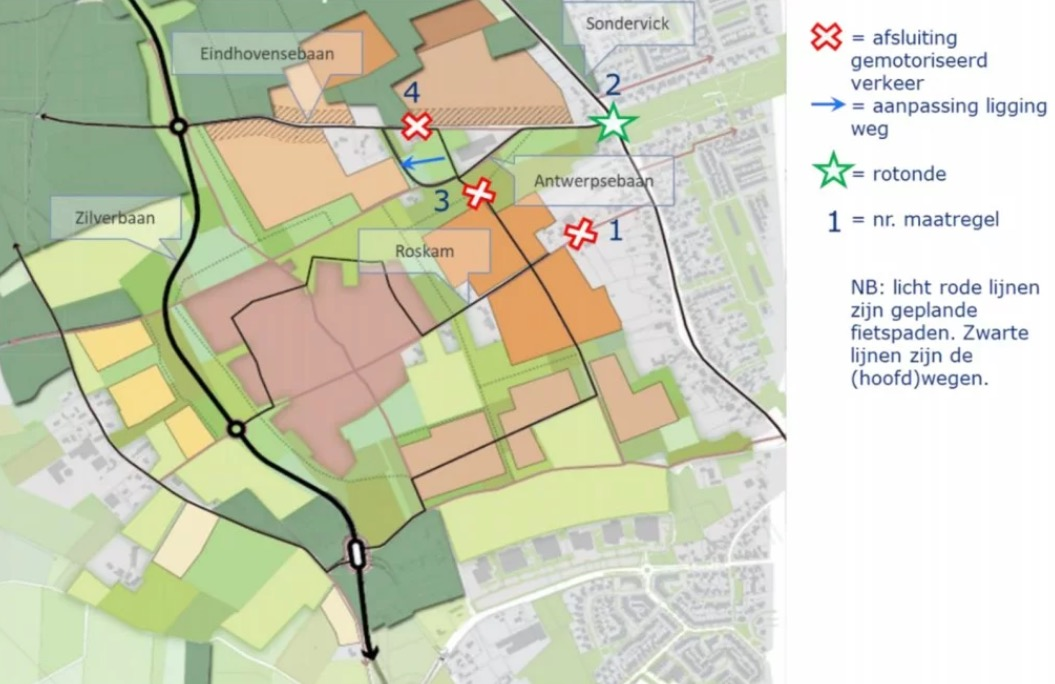 Sondervick
Eindhovensebaan
4
2
Antwerpsebaan
3
Zilverbaan
1
Roskam
= afsluiting
gemotoriseerd
verkeer
= aanpassing ligging
weg
= rotonde
1 = nr. maatregel
NB: licht rode lijnen
zijn geplande
fietspaden. Zwarte
lijnen zijn de
(hoofd)wegen.